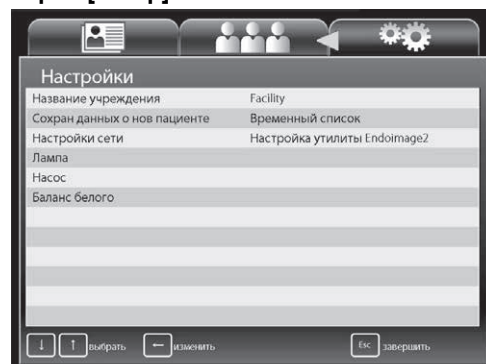 Настройки
Название учреждения Facility
Сохран данных о нов пациенте Временный список
Настройки сети Настройка утилиты Endoimage2
Лампа
Насос
Баланс белого
↓ ↑ выбрать ← изменить Esc завершить